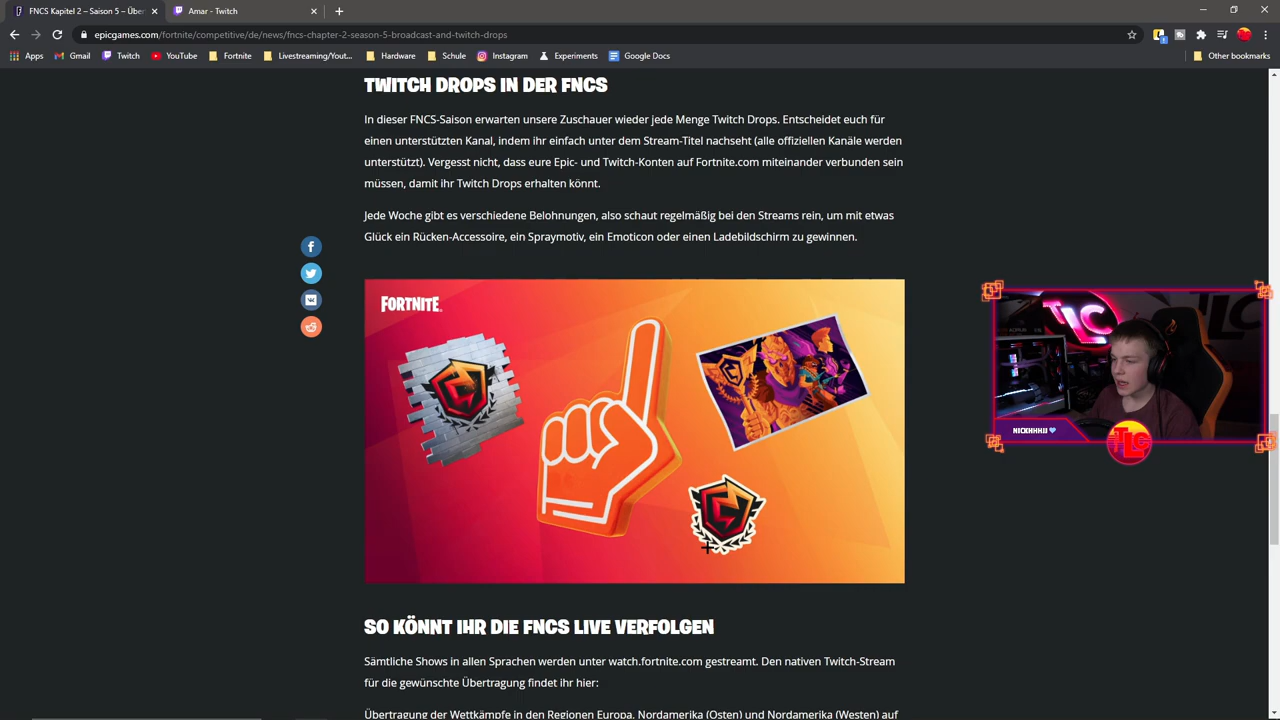 FNCS Kapitel 2 – Saison 5 – Über
Amar - Twitch
epicgames.com/fortnite/competitive/de/news/fncs-chapter-2-season-5-broadcast-and-twitch-drops
Apps Gmail Twitch YouTube Fortnite Livestreaming/Yout... Hardware Schule Instagram Experiments Google Docs Other bookmarks
TWITCH DROPS IN DER FNCS
In dieser FNCS-Saison erwarten unsere Zuschauer wieder jede Menge Twitch Drops. Entscheidet euch für
einen unterstützten Kanal, indem ihr einfach unter dem Stream-Titel nachseht (alle offiziellen Kanäle werden
unterstützt). Vergesst nicht, dass eure Epic- und Twitch-Konten auf Fortnite.com miteinander verbunden sein
müssen, damit ihr Twitch Drops erhalten könnt.
Jede Woche gibt es verschiedene Belohnungen, also schaut regelmäßig bei den Streams rein, um mit etwas
Glück ein Rücken-Accessoire, ein Spraymotiv, ein Emoticon oder einen Ladebildschirm zu gewinnen.
FORTNITE
TLC
NICKHHHJJ
TLC
SO KÖNNT IHR DIE FNCS LIVE VERFOLGEN
Sämtliche Shows in allen Sprachen werden unter watch.fortnite.com gestreamt. Den nativen Twitch-Stream
für die gewünschte Übertragung findet ihr hier:
Übertragung der Wettkämpfe in den Regionen Europa, Nordamerika (Osten) und Nordamerika (Westen) auf